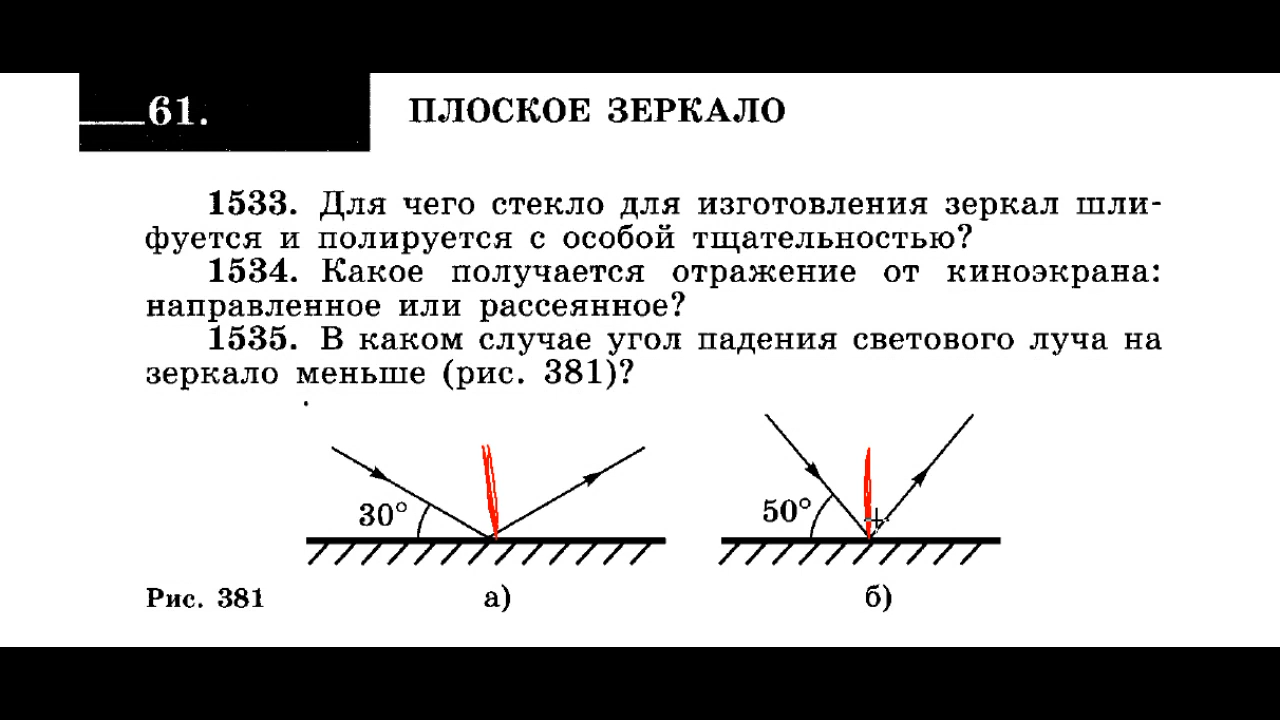 61. ПЛОСКОЕ ЗЕРКАЛО
1533. Для чего стекло для изготовления зеркал шли-
фуется и полируется с особой тщательностью?
1534. Какое получается отражение от киноэкрана:
направленное или рассеянное?
1535. В каком случае угол падения светового луча на
зеркало меньше (рис. 381)?
30° 50°
Рис. 381 а) б)